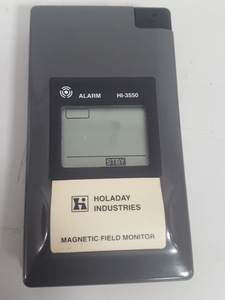 ALARM HI-3550
STBY
HOLADAY
INDUSTRIES
MAGNETIC FIELD MONITOR